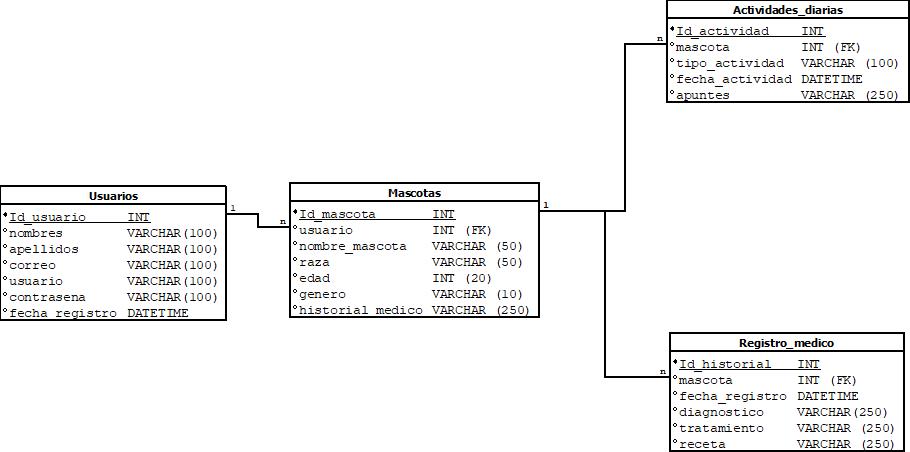 Usuarios
Id_usuario INT
nombres VARCHAR(100)
apellidos VARCHAR(100)
correo VARCHAR(100)
usuario VARCHAR(100)
contrasena VARCHAR(100)
fecha_registro DATETIME
1
n
Mascotas
Id_mascota INT
usuario INT (FK)
nombre_mascota VARCHAR (50)
raza VARCHAR (50)
edad INT (20)
genero VARCHAR (10)
historial_medico VARCHAR (250)
1
n
Actividades_diarias
Id_actividad INT
mascota INT (FK)
tipo_actividad VARCHAR (100)
fecha_actividad DATETIME
apuntes VARCHAR (250)
n
Registro_medico
Id_historial INT
mascota INT (FK)
fecha_registro DATETIME
diagnostico VARCHAR(250)
tratamiento VARCHAR (250)
receta VARCHAR (250)